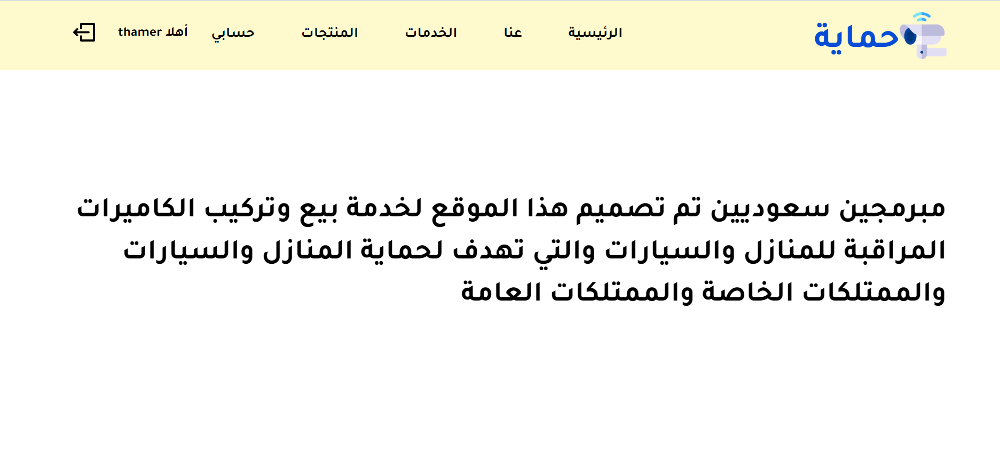 حماية
الرئيسية
عنا
الخدمات
المنتجات
حسابي
أهلا thamer
مبرمجين سعوديين تم تصميم هذا الموقع لخدمة بيع وتركيب الكاميرات
المراقبة للمنازل والسيارات والتي تهدف لحماية المنازل والسيارات
والممتلكات الخاصة والممتلكات العامة